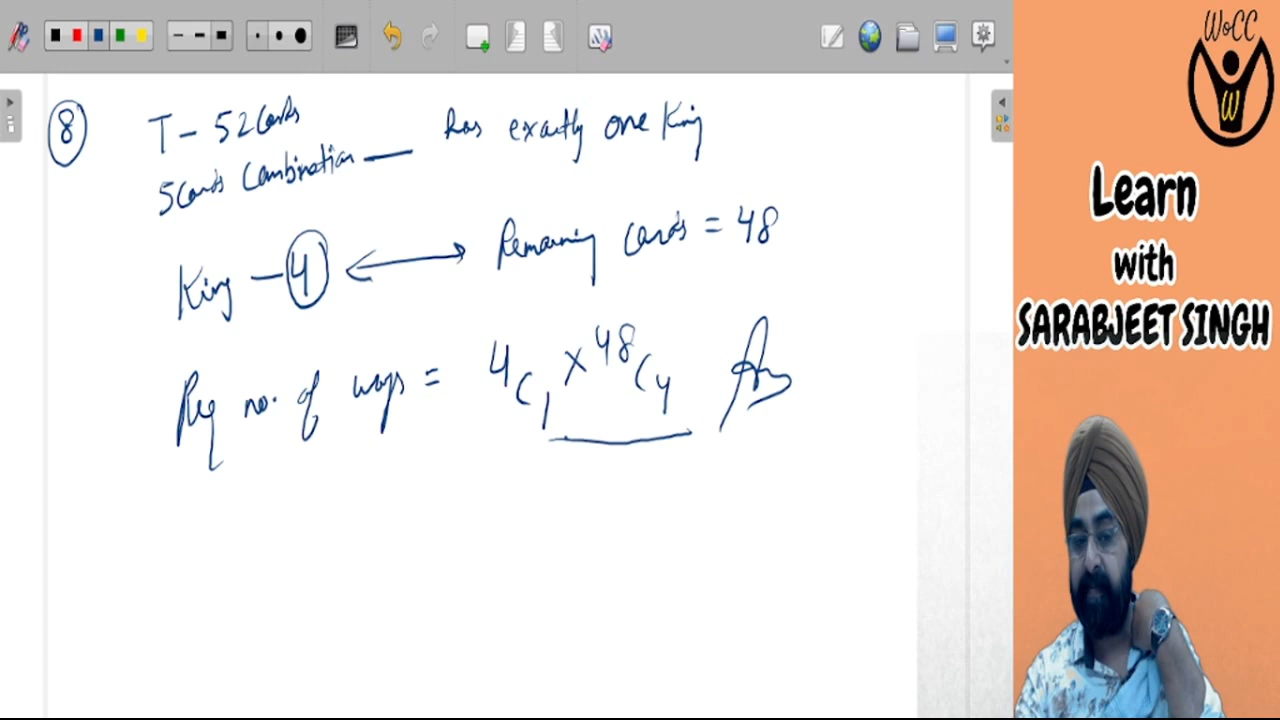 8
T - 52 Cards
has exactly one King
5 Cards Combination —
King — 4 ↔ Remaining Cards = 48
Req no. of ways = 4C1 × 48C4 Ans
WoCC
W
Learn
with
SARABJEET SINGH